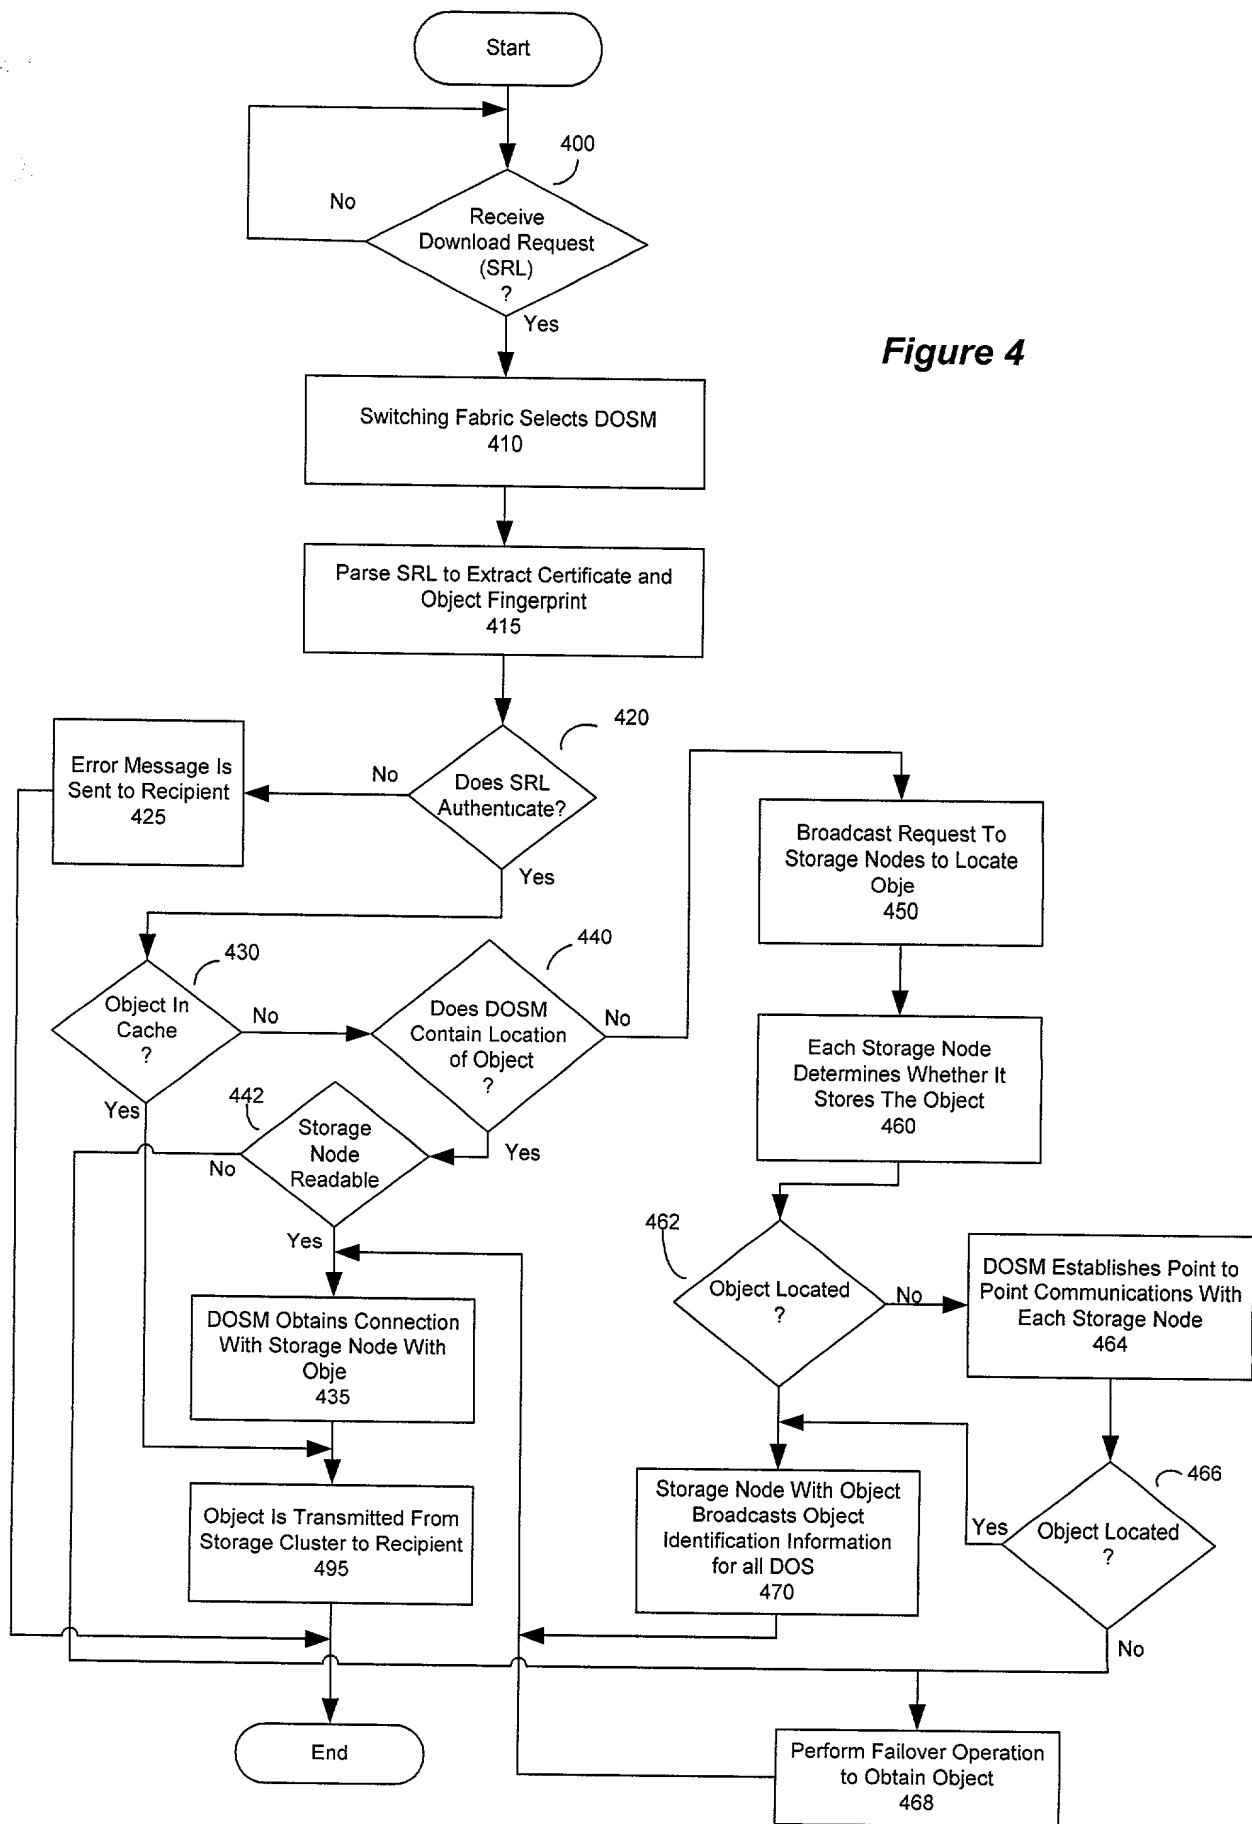 Start
400
No
Receive
Download Request
(SRL)
?
Yes
Figure 4
Switching Fabric Selects DOSM
410
Parse SRL to Extract Certificate and
Object Fingerprint
415
420
Error Message Is
Sent to Recipient
425
No
Does SRL
Authenticate?
Yes
Broadcast Request To
Storage Nodes to Locate
Obje
450
430
Object In
Cache
?
No
Yes
440
Does DOSM
Contain Location
of Object
?
No
Yes
442
Storage
Node
Readable
No
Yes
Each Storage Node
Determines Whether It
Stores The Object
460
462
Object Located
?
No
DOSM Establishes Point to
Point Communications With
Each Storage Node
464
DOSM Obtains Connection
With Storage Node With
Obje
435
466
Object Located
?
Yes
No
Storage Node With Object
Broadcasts Object
Identification Information
for all DOS
470
Object Is Transmitted From
Storage Cluster to Recipient
495
End
Perform Failover Operation
to Obtain Object
468